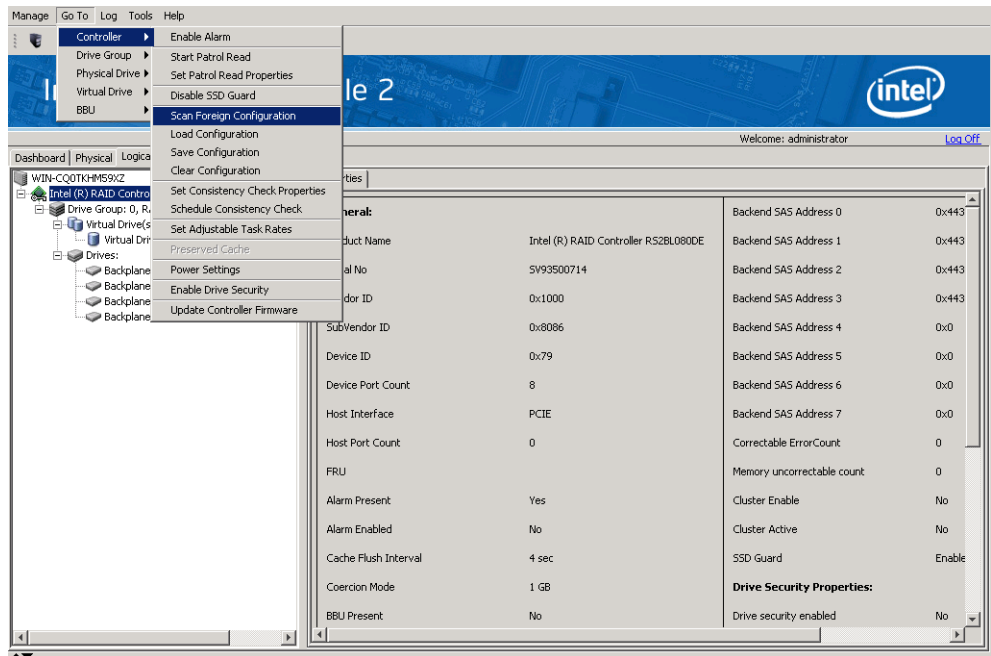 Manage Go To Log Tools Help
Controller
Drive Group
Physical Drive
Virtual Drive
BBU
Enable Alarm
Start Patrol Read
Set Patrol Read Properties
Disable SSD Guard
Scan Foreign Configuration
Load Configuration
Save Configuration
Clear Configuration
Set Consistency Check Properties
Schedule Consistency Check
Set Adjustable Task Rates
Preserved Cache
Power Settings
Enable Drive Security
Update Controller Firmware
le 2
intel
Welcome: administrator Log Off
Dashboard Physical Logica
WIN-CQ0TKHM59XZ
Intel (R) RAID Contro
Drive Group: 0, R
Virtual Drive(s
Virtual Dri
Drives:
Backplane
Backplane
Backplane
Backplane
rties
neral: Backend SAS Address 0 0x443
duct Name Intel (R) RAID Controller RS2BL080DE Backend SAS Address 1 0x443
al No SV93500714 Backend SAS Address 2 0x443
dor ID 0x1000 Backend SAS Address 3 0x443
SubVendor ID 0x8086 Backend SAS Address 4 0x0
Device ID 0x79 Backend SAS Address 5 0x0
Device Port Count 8 Backend SAS Address 6 0x0
Host Interface PCIE Backend SAS Address 7 0x0
Host Port Count 0 Correctable ErrorCount 0
FRU Memory uncorrectable count 0
Alarm Present Yes Cluster Enable No
Alarm Enabled No Cluster Active No
Cache Flush Interval 4 sec SSD Guard Enable
Coercion Mode 1 GB Drive Security Properties:
BBU Present No Drive security enabled No